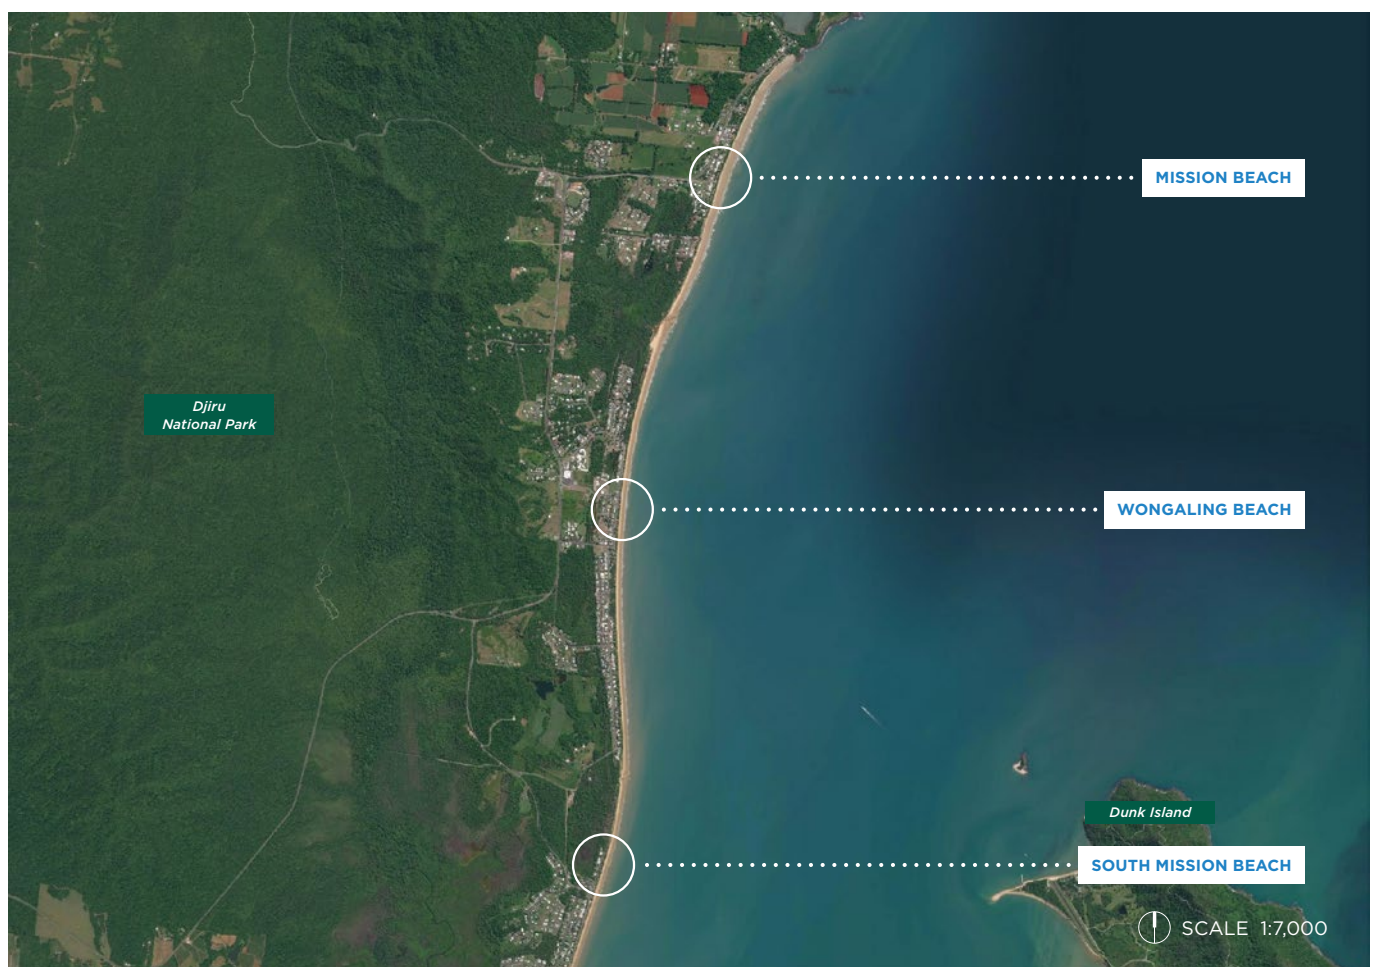 MISSION BEACH
Djiru
National Park
WONGALING BEACH
Dunk Island
SOUTH MISSION BEACH
SCALE 1:7,000